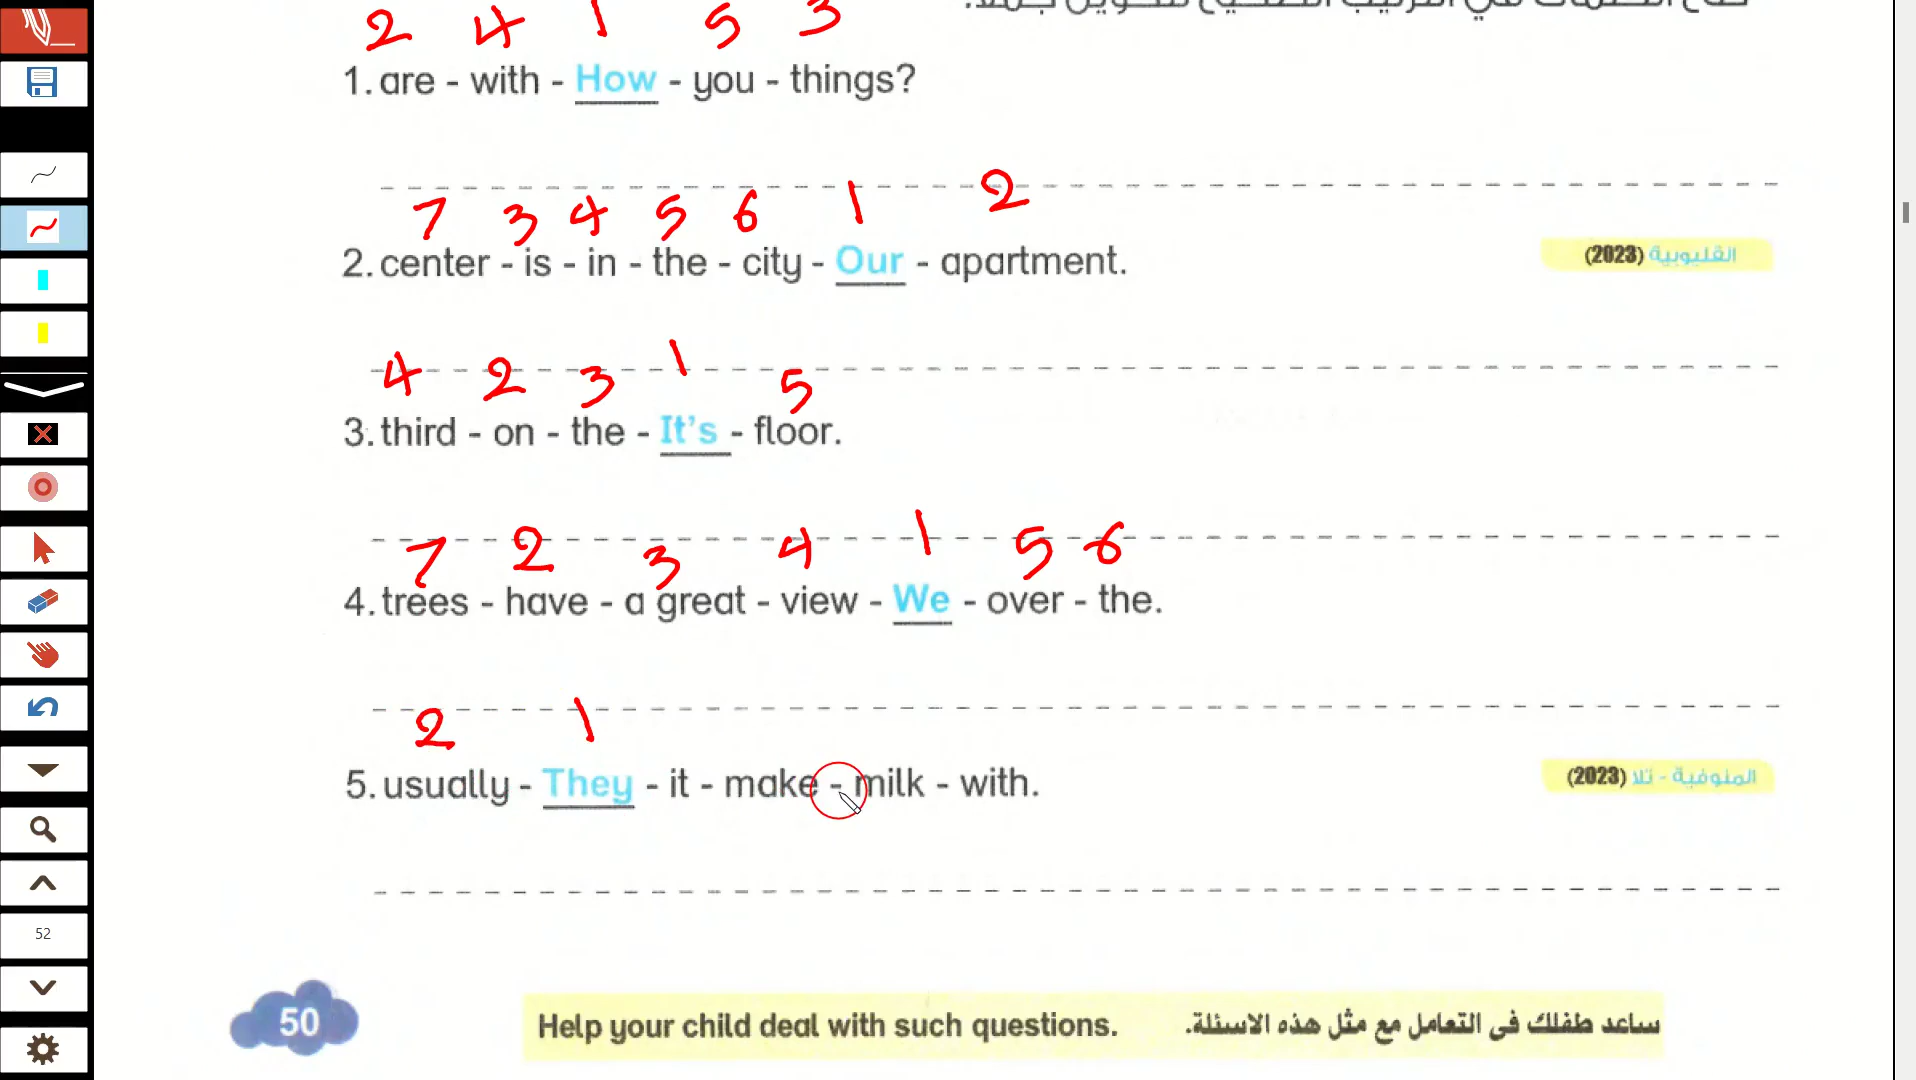 2 4 1 5 3
1. are - with - How - you - things?
7 3 4 5 6 1 2
2. center - is - in - the - city - Our - apartment.
القليوبية (2023)
4 2 3 1 5
3. third - on - the - It's - floor.
7 2 3 4 1 5 6
4. trees - have - a great - view - We - over - the.
2 1
5. usually - They - it - make - milk - with.
المنوفية - تلا (2023)
52
50
Help your child deal with such questions.
ساعد طفلك في التعامل مع مثل هذه الاسئلة.